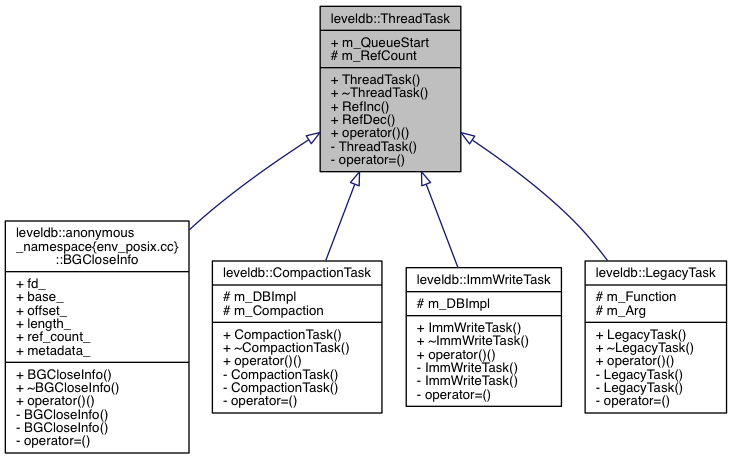 leveldb::ThreadTask
+ m_QueueStart
# m_RefCount
+ ThreadTask()
+ ~ThreadTask()
+ RefInc()
+ RefDec()
+ operator()()
- ThreadTask()
- operator=()
leveldb::anonymous
_namespace{env_posix.cc}
::BGCloseInfo
+ fd_
+ base_
+ offset_
+ length_
+ ref_count_
+ metadata_
+ BGCloseInfo()
+ ~BGCloseInfo()
+ operator()()
- BGCloseInfo()
- BGCloseInfo()
- operator=()
leveldb::CompactionTask
# m_DBImpl
# m_Compaction
+ CompactionTask()
+ ~CompactionTask()
+ operator()()
- CompactionTask()
- CompactionTask()
- operator=()
leveldb::ImmWriteTask
# m_DBImpl
+ ImmWriteTask()
+ ~ImmWriteTask()
+ operator()()
- ImmWriteTask()
- ImmWriteTask()
- operator=()
leveldb::LegacyTask
# m_Function
# m_Arg
+ LegacyTask()
+ ~LegacyTask()
+ operator()()
- LegacyTask()
- LegacyTask()
- operator=()